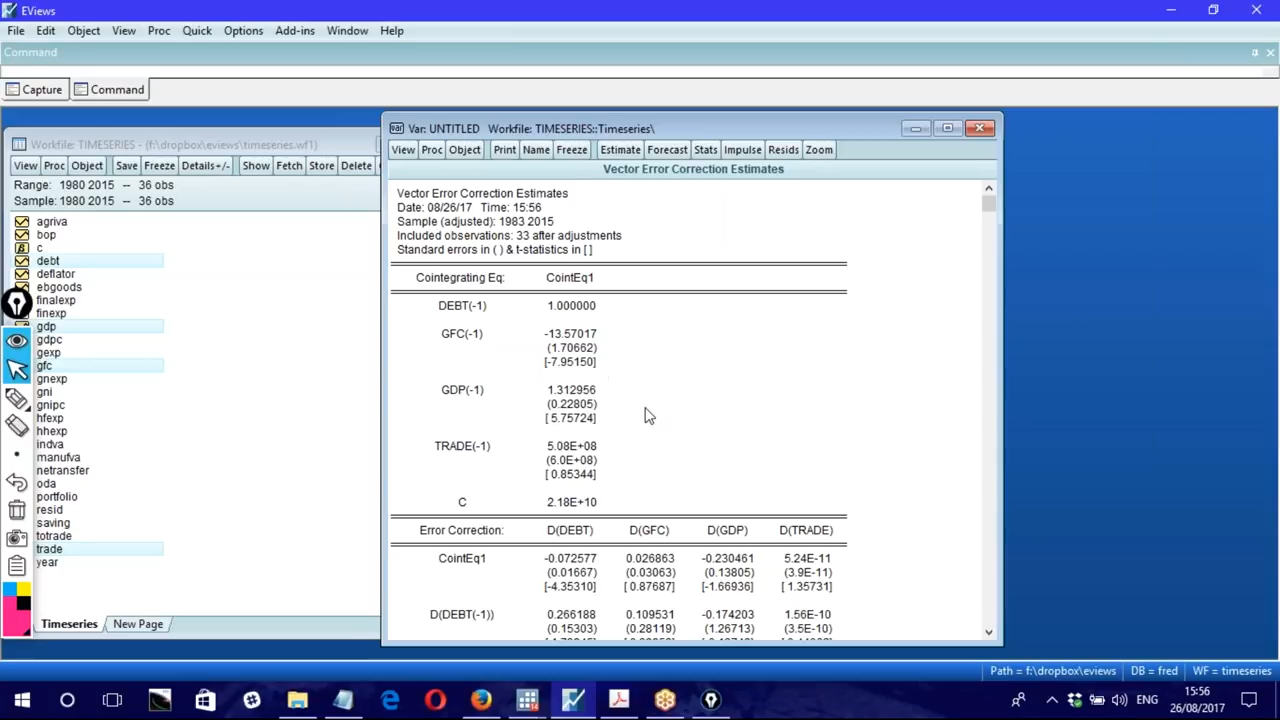 EViews
File Edit Object View Proc Quick Options Add-ins Window Help
Command
Capture Command
Workfile: TIMESERIES - (f:\dropbox\eviews\timeseries.wf1)
View Proc Object Save Freeze Details+/- Show Fetch Store Delete
Range: 1980 2015 -- 36 obs
Sample: 1980 2015 -- 36 obs
agriva
bop
c
debt
deflator
ebgoods
finalexp
finexp
gdp
gdpc
gexp
gfc
gnexp
gni
gnipc
hfexp
hhexp
indva
manufva
netransfer
oda
portfolio
resid
saving
totrade
trade
year
Timeseries New Page
Var: UNTITLED Workfile: TIMESERIES::Timeseries\
View Proc Object Print Name Freeze Estimate Forecast Stats Impulse Resids Zoom
Vector Error Correction Estimates
Vector Error Correction Estimates
Date: 08/26/17 Time: 15:56
Sample (adjusted): 1983 2015
Included observations: 33 after adjustments
Standard errors in ( ) & t-statistics in [ ]
Cointegrating Eq: CointEq1
DEBT(-1) 1.000000
GFC(-1) -13.57017
(1.70662)
[-7.95150]
GDP(-1) 1.312956
(0.22805)
[ 5.75724]
TRADE(-1) 5.08E+08
(6.0E+08)
[ 0.85344]
C 2.18E+10
Error Correction: D(DEBT) D(GFC) D(GDP) D(TRADE)
CointEq1 -0.072577 0.026863 -0.230461 5.24E-11
(0.01667) (0.03063) (0.13805) (3.9E-11)
[-4.35310] [ 0.87687] [-1.66936] [ 1.35731]
D(DEBT(-1)) 0.266188 0.109531 -0.174203 1.56E-10
(0.15303) (0.28119) (1.26713) (3.5E-10)
Path = f:\dropbox\eviews DB = fred WF = timeseries
ENG
15:56
26/08/2017